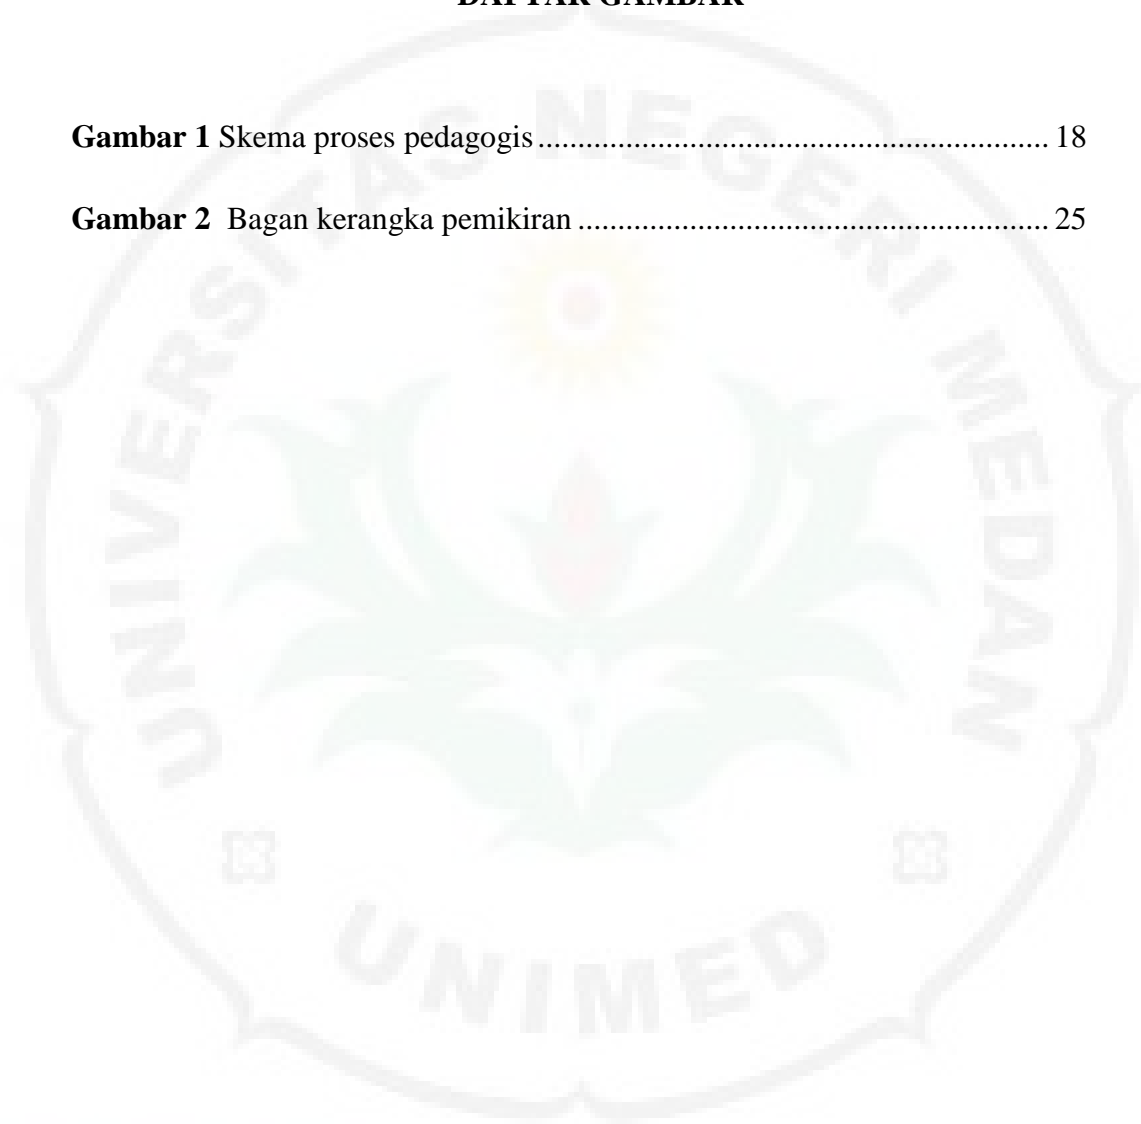 DAFTAR GAMBAR
Gambar 1 Skema proses pedagogis................................................................ 18
Gambar 2  Bagan kerangka pemikiran ........................................................... 25
UNIVERSITAS NEGERI MEDAN
UNIMED